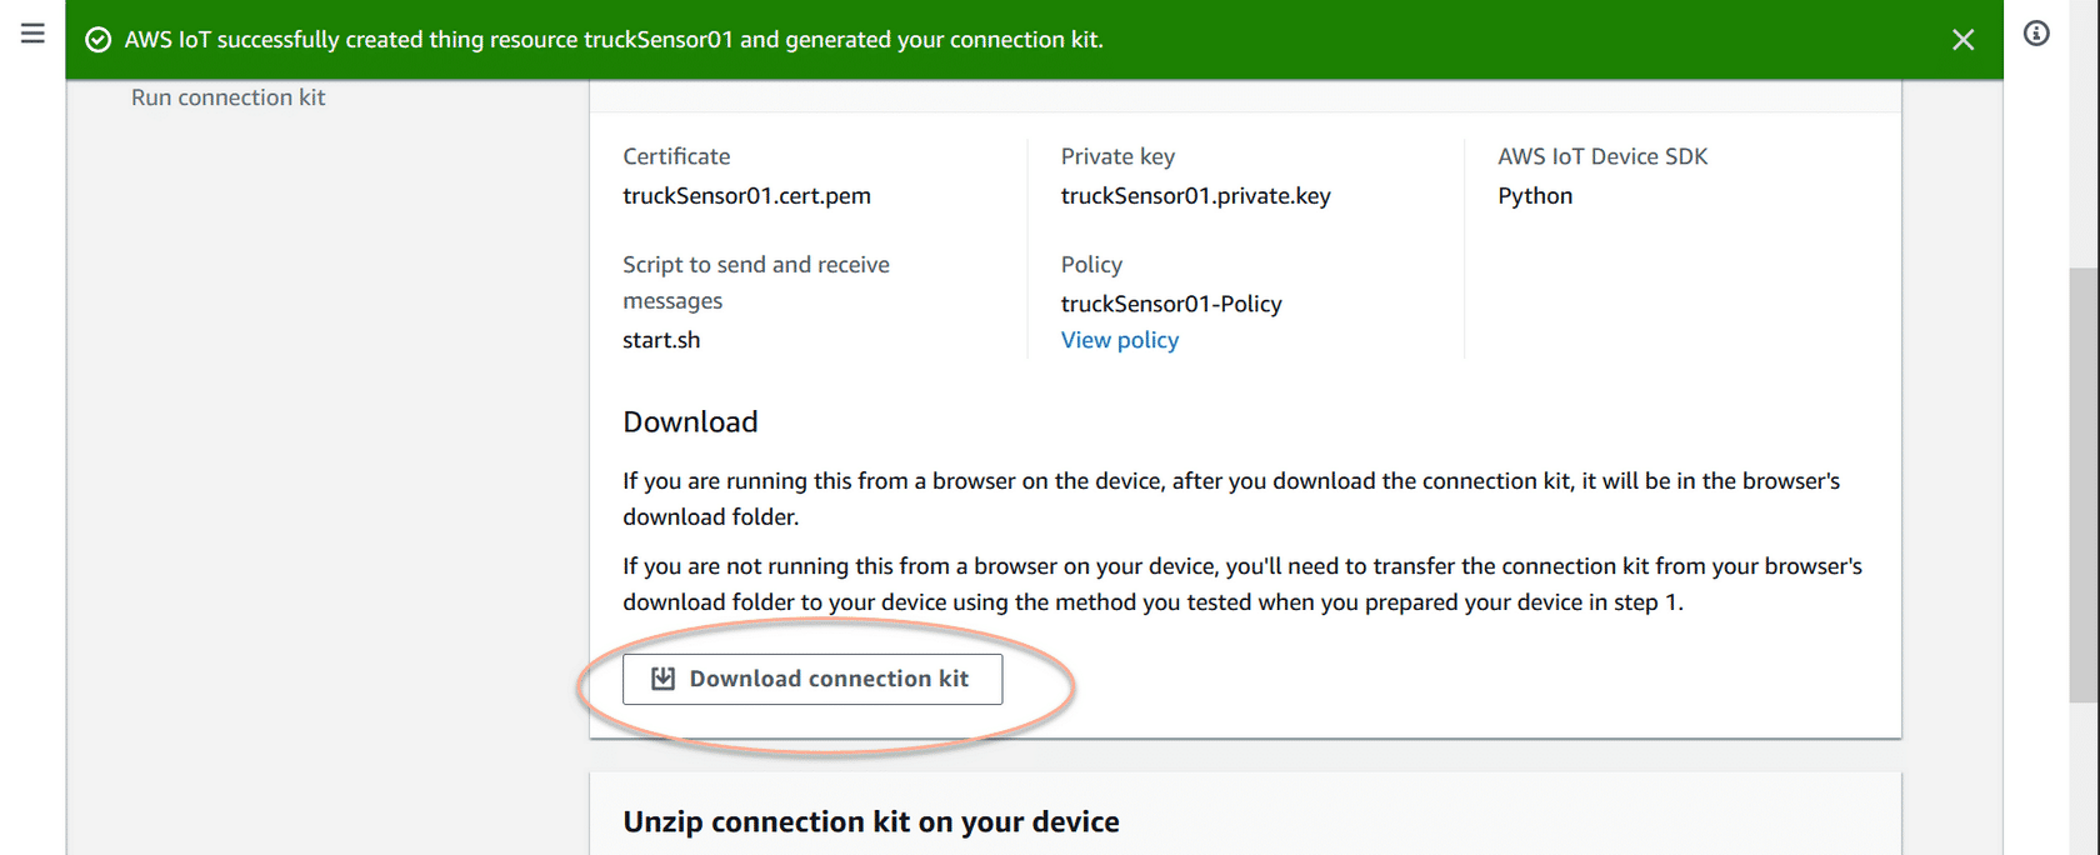 AWS IoT successfully created thing resource truckSensor01 and generated your connection kit.
Run connection kit
Certificate
truckSensor01.cert.pem
Private key
truckSensor01.private.key
AWS IoT Device SDK
Python
Script to send and receive
messages
start.sh
Policy
truckSensor01-Policy
View policy
Download
If you are running this from a browser on the device, after you download the connection kit, it will be in the browser's
download folder.
If you are not running this from a browser on your device, you'll need to transfer the connection kit from your browser's
download folder to your device using the method you tested when you prepared your device in step 1.
Download connection kit
Unzip connection kit on your device